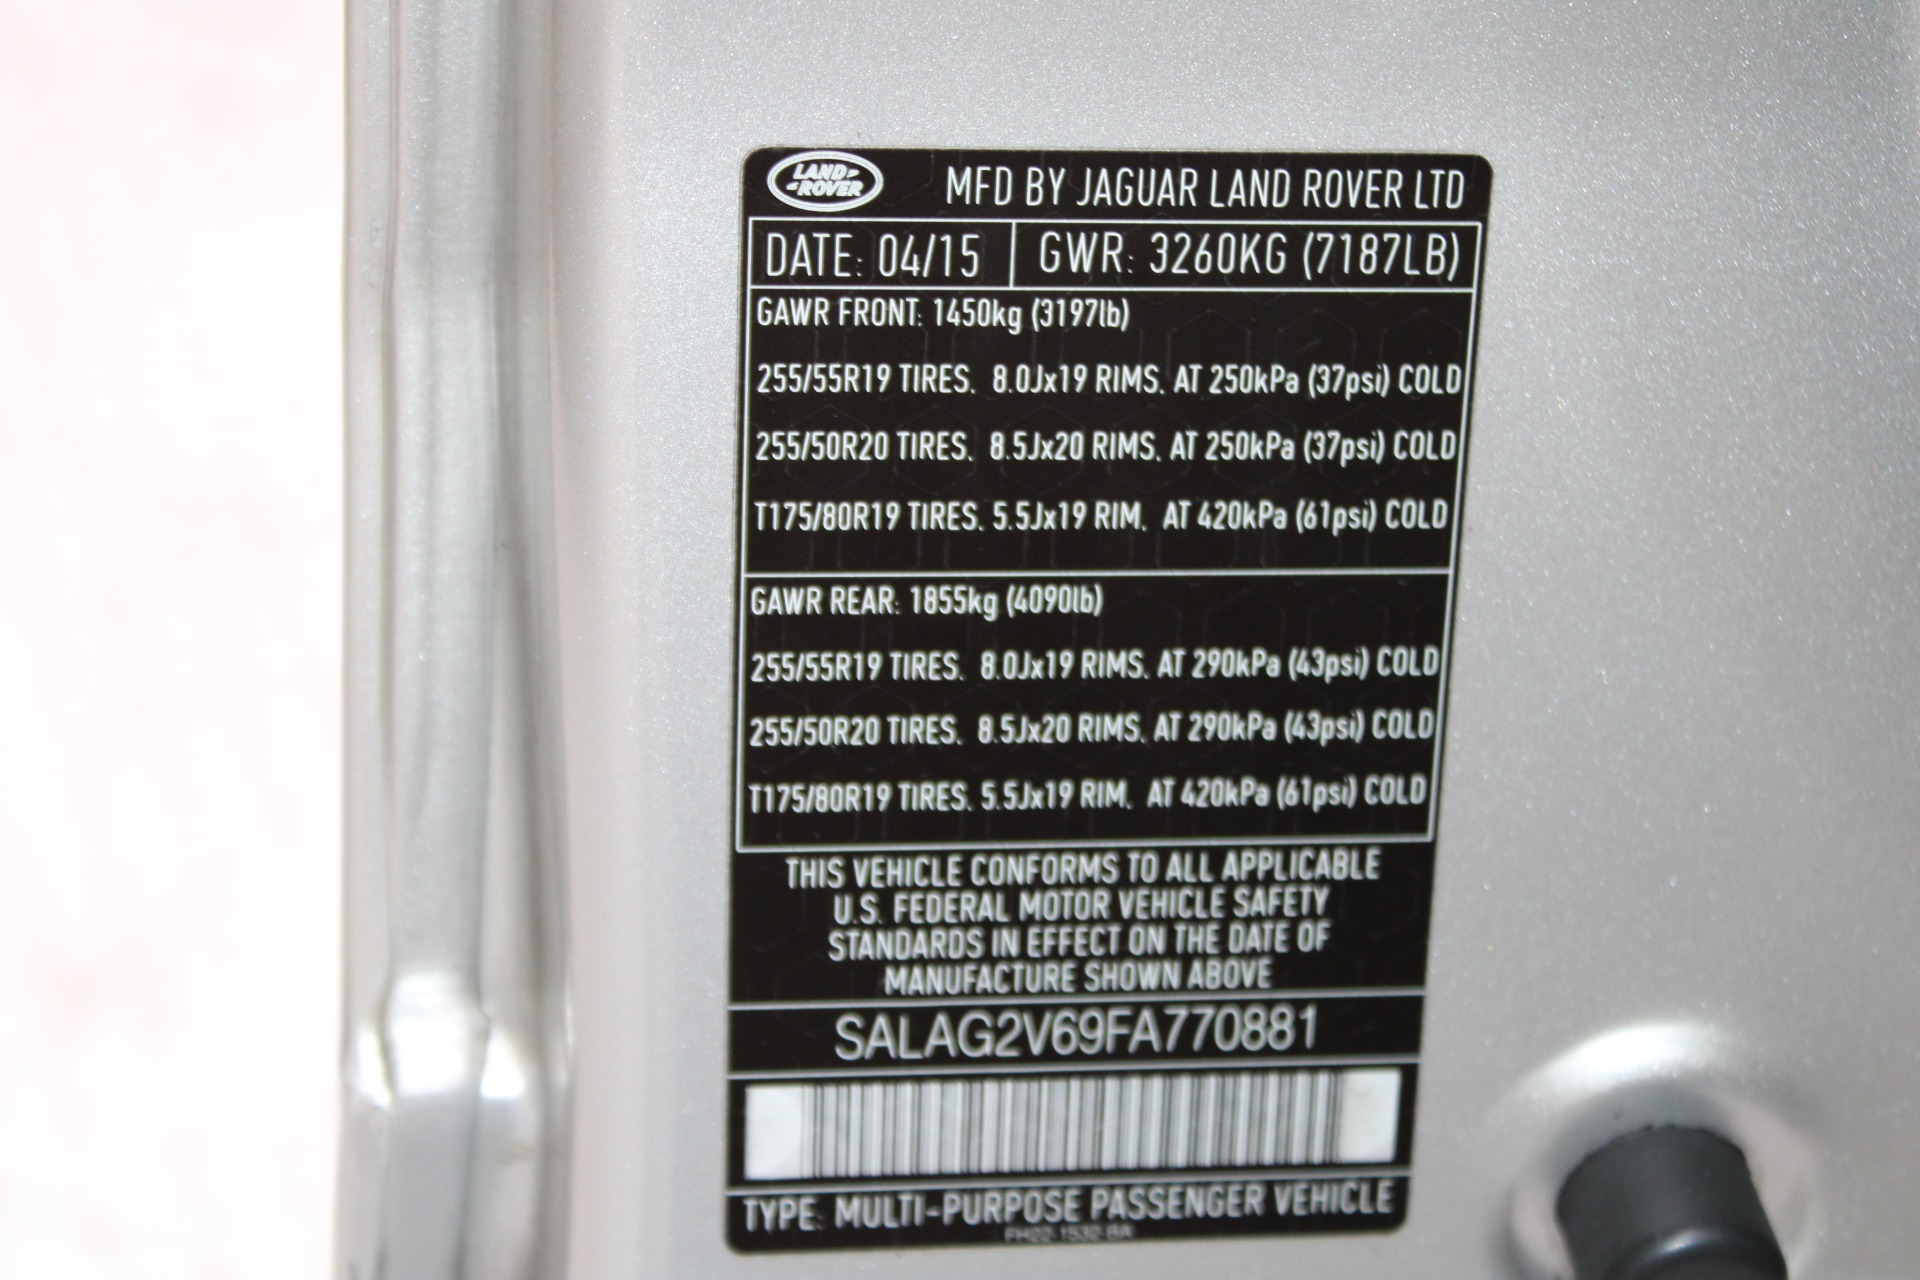 LAND ROVER
MFD BY JAGUAR LAND ROVER LTD
DATE: 04/15 GWR: 3260KG (7187LB)
GAWR FRONT: 1450kg (3197lb)
255/55R19 TIRES, 8.0Jx19 RIMS, AT 250kPa (37psi) COLD
255/50R20 TIRES, 8.5Jx20 RIMS, AT 250kPa (37psi) COLD
T175/80R19 TIRES, 5.5Jx19 RIM, AT 420kPa (61psi) COLD
GAWR REAR: 1855kg (4090lb)
255/55R19 TIRES, 8.0Jx19 RIMS, AT 290kPa (43psi) COLD
255/50R20 TIRES, 8.5Jx20 RIMS, AT 290kPa (43psi) COLD
T175/80R19 TIRES, 5.5Jx19 RIM, AT 420kPa (61psi) COLD
THIS VEHICLE CONFORMS TO ALL APPLICABLE
U.S. FEDERAL MOTOR VEHICLE SAFETY
STANDARDS IN EFFECT ON THE DATE OF
MANUFACTURE SHOWN ABOVE
SALAG2V69FA770881
TYPE: MULTI-PURPOSE PASSENGER VEHICLE
FH22-1532-BA